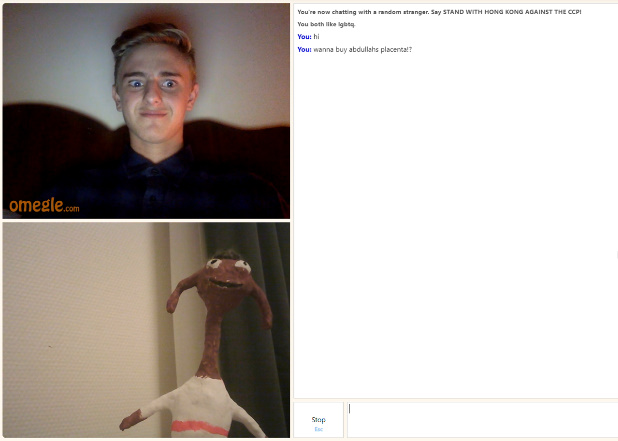 You're now chatting with a random stranger. Say STAND WITH HONG KONG AGAINST THE CCP!
You both like lgbtq.
You: hi
You: wanna buy abdullahs placenta!?
omegle.com
Stop
Esc